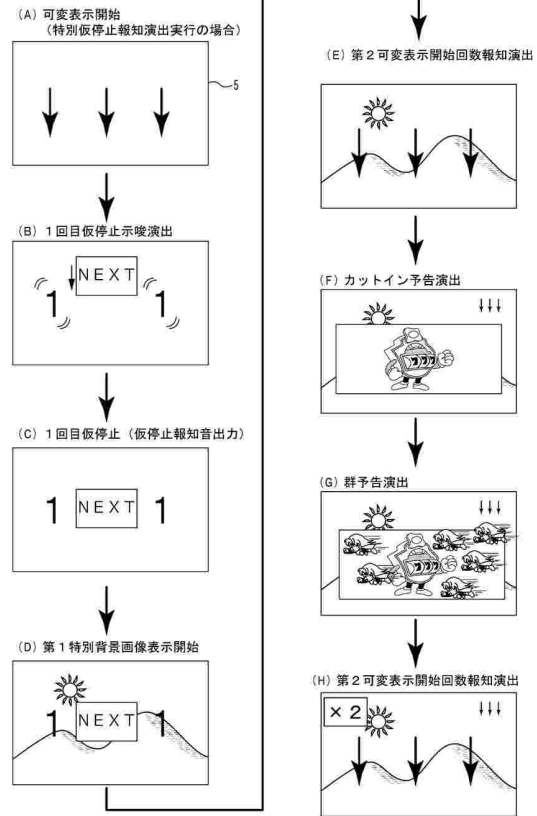 (A) 可変表示開始
(特別仮停止報知演出実行の場合)
5
(B) 1回目仮停止示唆演出
NEXT
1
1
(C) 1回目仮停止（仮停止報知音出力）
1
NEXT
1
(D) 第1特別背景画像表示開始
1
NEXT
1
(E) 第2可変表示開始回数報知演出
(F) カットイン予告演出
777
(G) 群予告演出
777
(H) 第2可変表示開始回数報知演出
×2